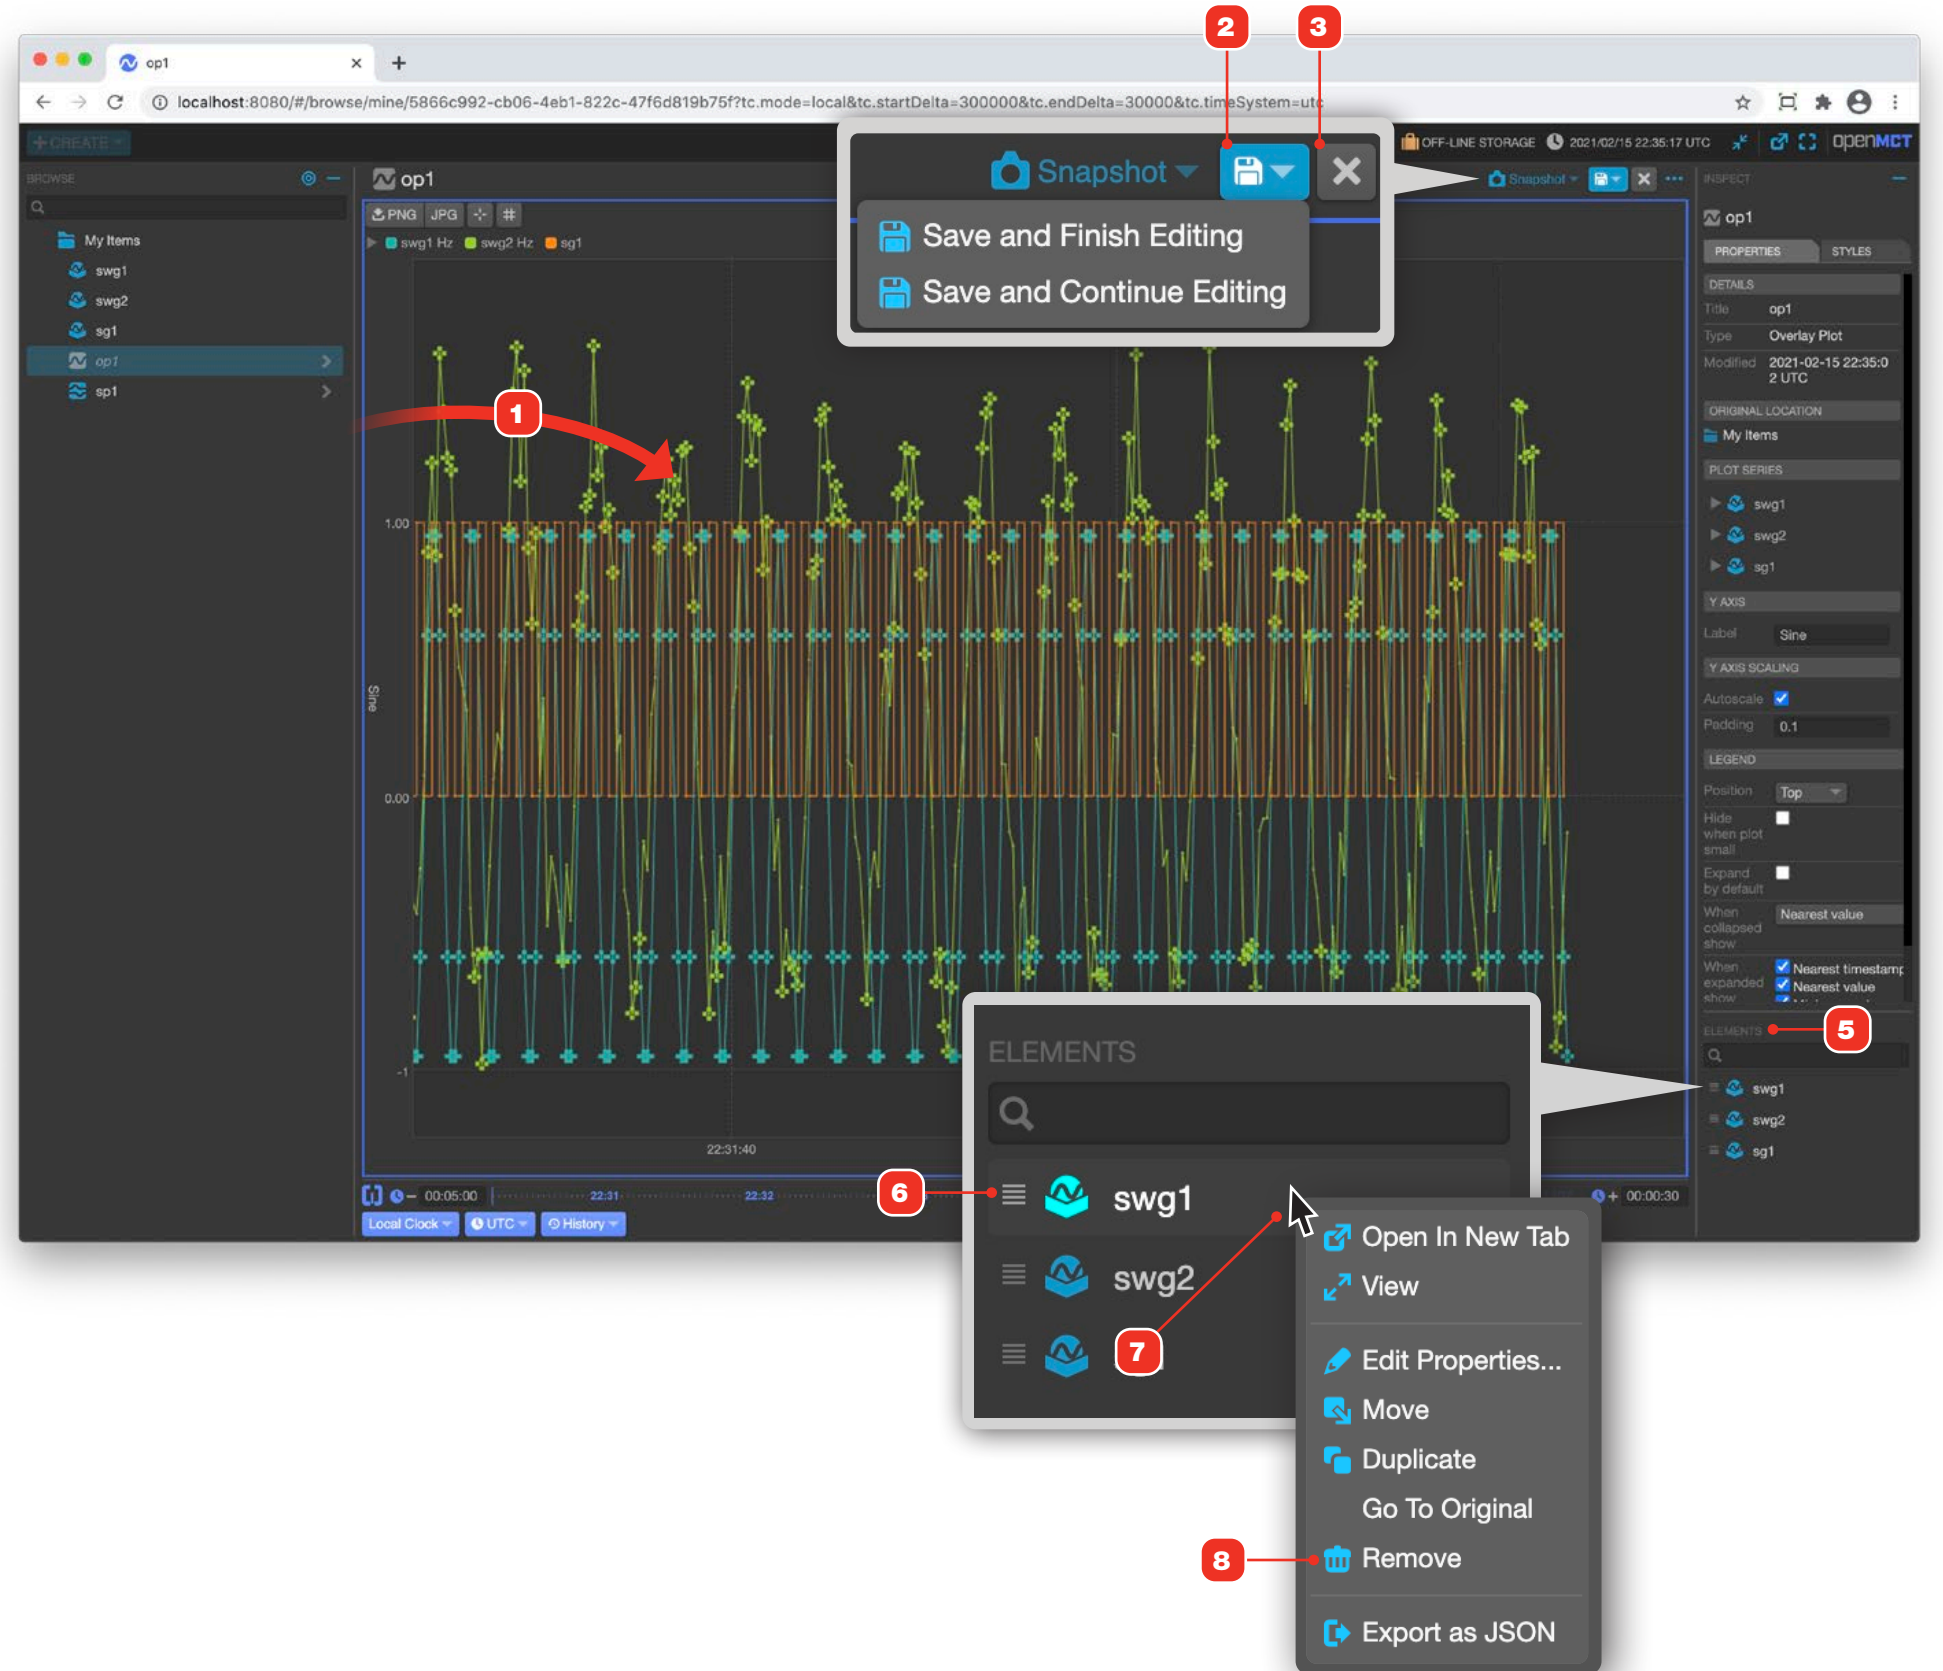 2
3
op1
localhost:8080/#/browse/mine/5866c992-cb06-4eb1-822c-47f6d819b75f?tc.mode=local&tc.startDelta=300000&tc.endDelta=30000&tc.timeSystem=utc
+ CREATE
OFF-LINE STORAGE 2021/02/15 22:35:17 UTC openMCT
BROWSE
My Items
swg1
swg2
sg1
op1
sp1
op1
Snapshot
PNG JPG
swg1 Hz swg2 Hz sg1
Snapshot
Save and Finish Editing
Save and Continue Editing
1
1.00
0.00
-1
Sine
22:31:40
00:05:00 22:31 22:32
00:00:30
Local Clock UTC History
INSPECT
op1
PROPERTIES STYLES
DETAILS
Title op1
Type Overlay Plot
Modified 2021-02-15 22:35:0
2 UTC
ORIGINAL LOCATION
My Items
PLOT SERIES
swg1
swg2
sg1
Y AXIS
Label Sine
Y AXIS SCALING
Autoscale
Padding 0.1
LEGEND
Position Top
Hide
when plot
small
Expand
by default
When Nearest value
collapsed
show
When Nearest timestamp
expanded Nearest value
show
ELEMENTS
5
swg1
swg2
sg1
ELEMENTS
6
swg1
swg2
7
Open In New Tab
View
Edit Properties...
Move
Duplicate
Go To Original
8
Remove
Export as JSON